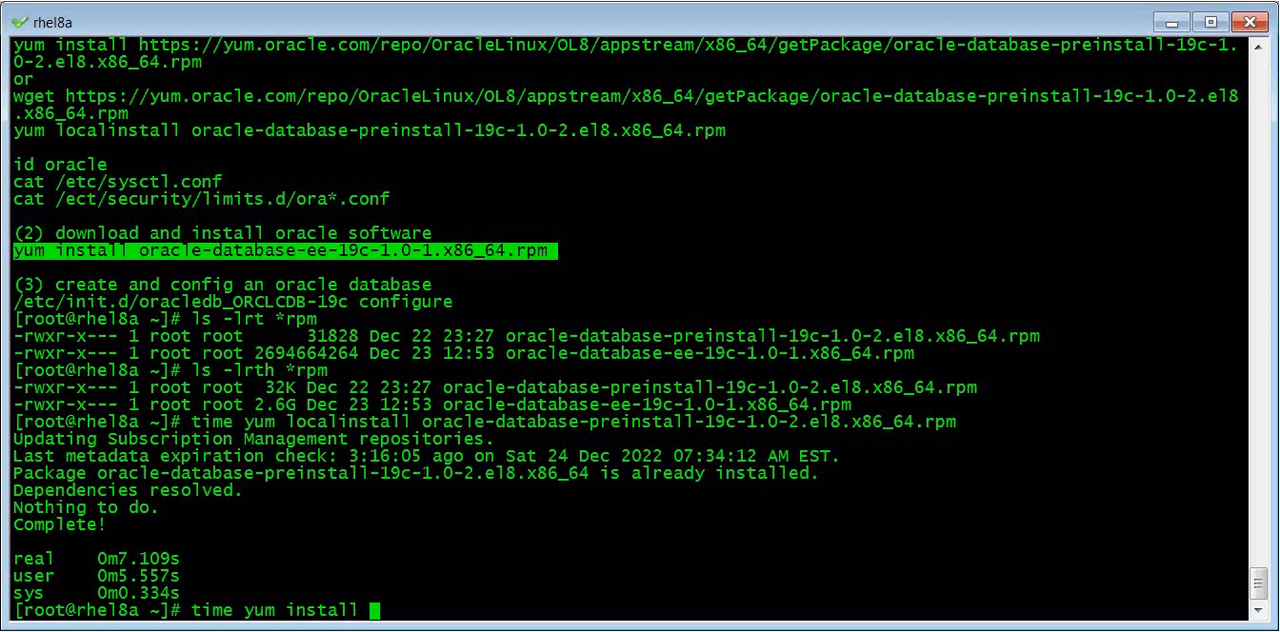 rhel8a
yum install https://yum.oracle.com/repo/OracleLinux/OL8/appstream/x86_64/getPackage/oracle-database-preinstall-19c-1.
0-2.el8.x86_64.rpm
or
wget https://yum.oracle.com/repo/OracleLinux/OL8/appstream/x86_64/getPackage/oracle-database-preinstall-19c-1.0-2.el8
.x86_64.rpm
yum localinstall oracle-database-preinstall-19c-1.0-2.el8.x86_64.rpm
id oracle
cat /etc/sysctl.conf
cat /ect/security/limits.d/ora*.conf
(2) download and install oracle software
yum install oracle-database-ee-19c-1.0-1.x86_64.rpm
(3) create and config an oracle database
/etc/init.d/oracledb_ORCLCDB-19c configure
[root@rhel8a ~]# ls -lrt *rpm
-rwxr-x--- 1 root root      31828 Dec 22 23:27 oracle-database-preinstall-19c-1.0-2.el8.x86_64.rpm
-rwxr-x--- 1 root root 2694664264 Dec 23 12:53 oracle-database-ee-19c-1.0-1.x86_64.rpm
[root@rhel8a ~]# ls -lrth *rpm
-rwxr-x--- 1 root root  32K Dec 22 23:27 oracle-database-preinstall-19c-1.0-2.el8.x86_64.rpm
-rwxr-x--- 1 root root 2.6G Dec 23 12:53 oracle-database-ee-19c-1.0-1.x86_64.rpm
[root@rhel8a ~]# time yum localinstall oracle-database-preinstall-19c-1.0-2.el8.x86_64.rpm
Updating Subscription Management repositories.
Last metadata expiration check: 3:16:05 ago on Sat 24 Dec 2022 07:34:12 AM EST.
Package oracle-database-preinstall-19c-1.0-2.el8.x86_64 is already installed.
Dependencies resolved.
Nothing to do.
Complete!
real    0m7.109s
user    0m5.557s
sys     0m0.334s
[root@rhel8a ~]# time yum install